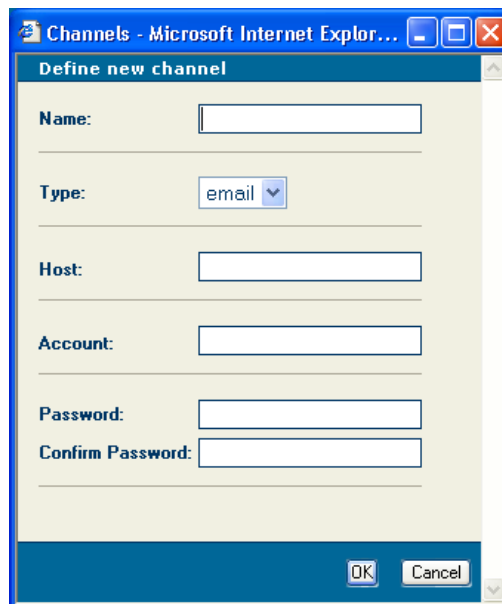 Channels - Microsoft Internet Explor...
Define new channel
Name:
Type: email
Host:
Account:
Password:
Confirm Password:
OK Cancel